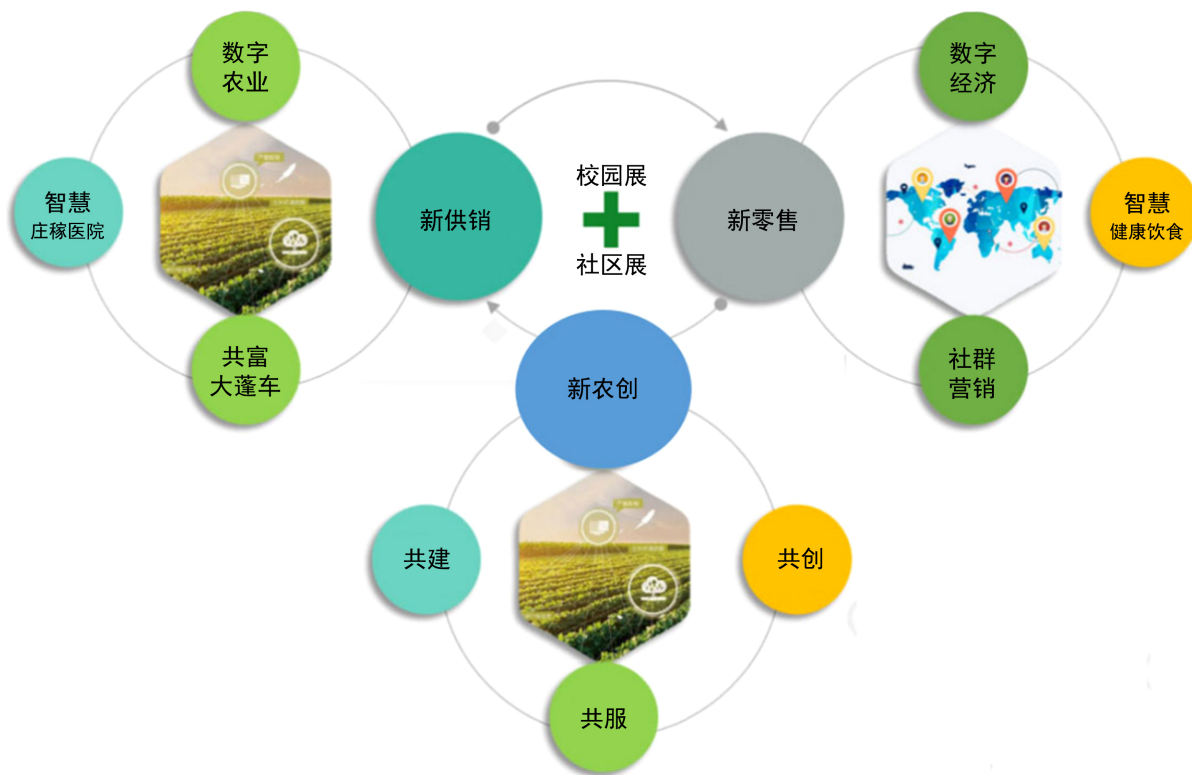 数字
农业
智慧
庄稼医院
共富
大蓬车
新供销
校园展
社区展
新零售
数字
经济
智慧
健康饮食
社群
营销
新农创
共建
共创
共服